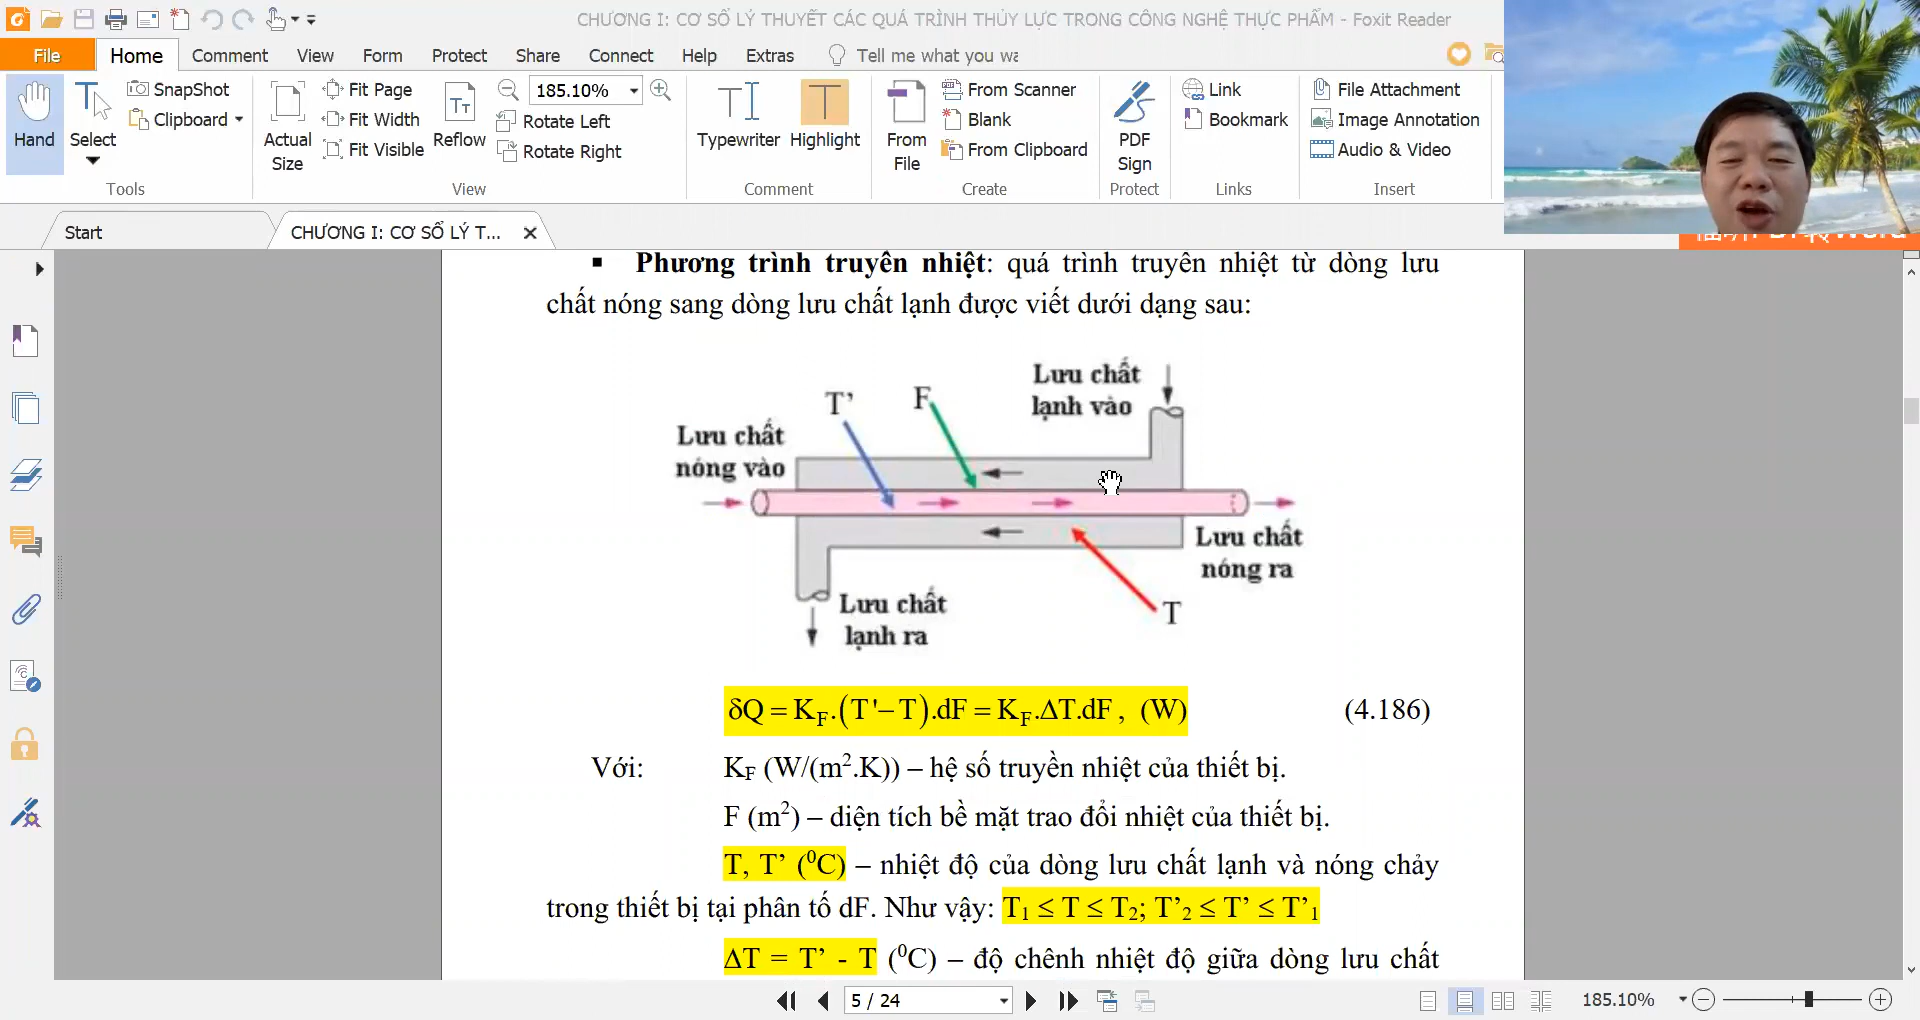 CHƯƠNG I: CƠ SỔ LÝ THUYẾT CÁC QUÁ TRÌNH THỦY LỰC TRONG CÔNG NGHỆ THỰC PHẨM - Foxit Reader
File Home Comment View Form Protect Share Connect Help Extras Tell me what you wa
Hand
Select
SnapShot
Clipboard
Tools
Actual Size
Fit Page
Fit Width
Fit Visible
Reflow
185.10%
Rotate Left
Rotate Right
View
Typewriter
Highlight
Comment
From File
From Scanner
Blank
From Clipboard
Create
PDF Sign
Protect
Link
Bookmark
Links
File Attachment
Image Annotation
Audio & Video
Insert
Start
CHƯƠNG I: CƠ SỔ LÝ T...
▪ Phương trình truyền nhiệt: quá trình truyền nhiệt từ dòng lưu
chất nóng sang dòng lưu chất lạnh được viết dưới dạng sau:
Lưu chất
lạnh vào
T’
F
Lưu chất
nóng vào
Lưu chất
nóng ra
Lưu chất
lạnh ra
T
δQ = K_F.(T'−T).dF = K_F.ΔT.dF , (W) (4.186)
Với: K_F (W/(m².K)) – hệ số truyền nhiệt của thiết bị.
F (m²) – diện tích bề mặt trao đổi nhiệt của thiết bị.
T, T’ (⁰C) – nhiệt độ của dòng lưu chất lạnh và nóng chảy
trong thiết bị tại phân tố dF. Như vậy: T₁ ≤ T ≤ T₂; T’₂ ≤ T’ ≤ T’₁
ΔT = T’ - T (⁰C) – độ chênh nhiệt độ giữa dòng lưu chất
5 / 24
185.10%